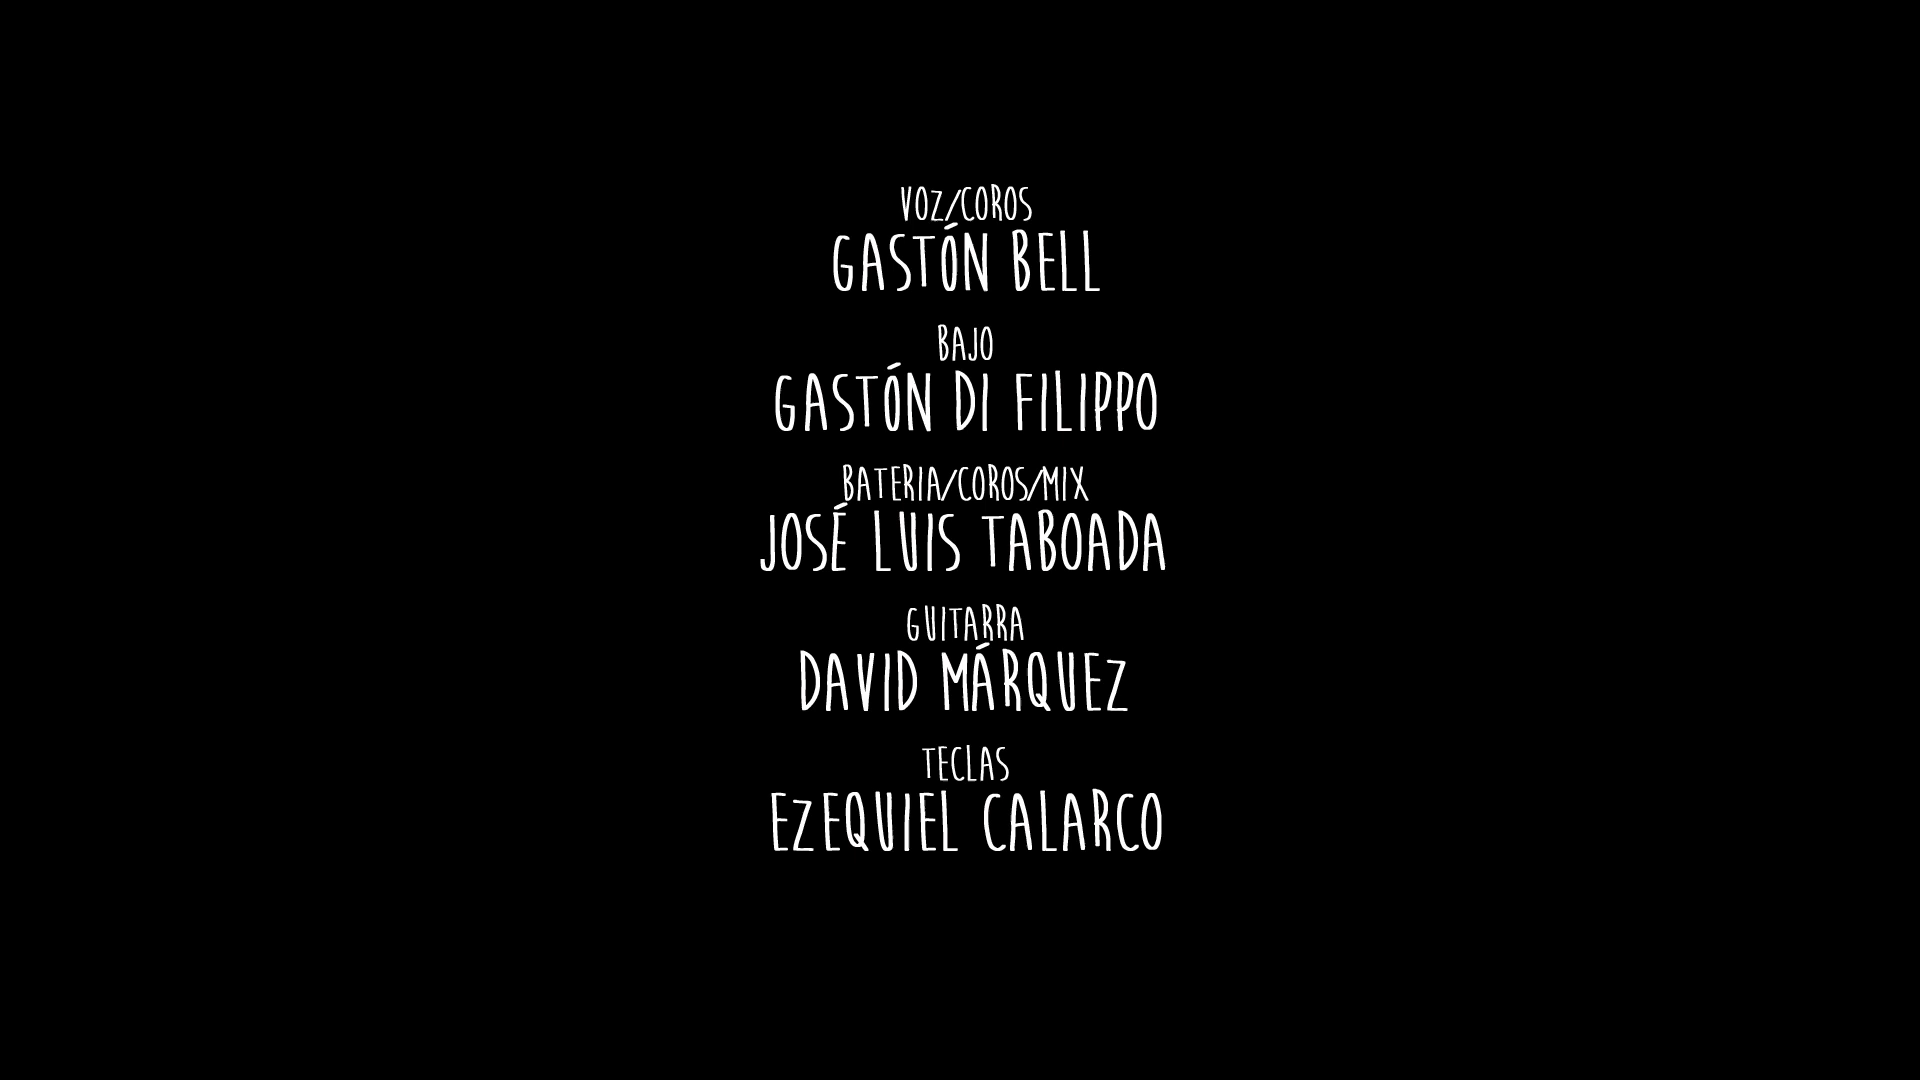 VOZ/COROS
GASTÓN BELL
BAJO
GASTÓN DI FILIPPO
BATERIA/COROS/MIX
JOSÉ LUIS TABOADA
GUITARRA
DAVID MÁRQUEZ
TECLAS
EZEQUIEL CALARCO